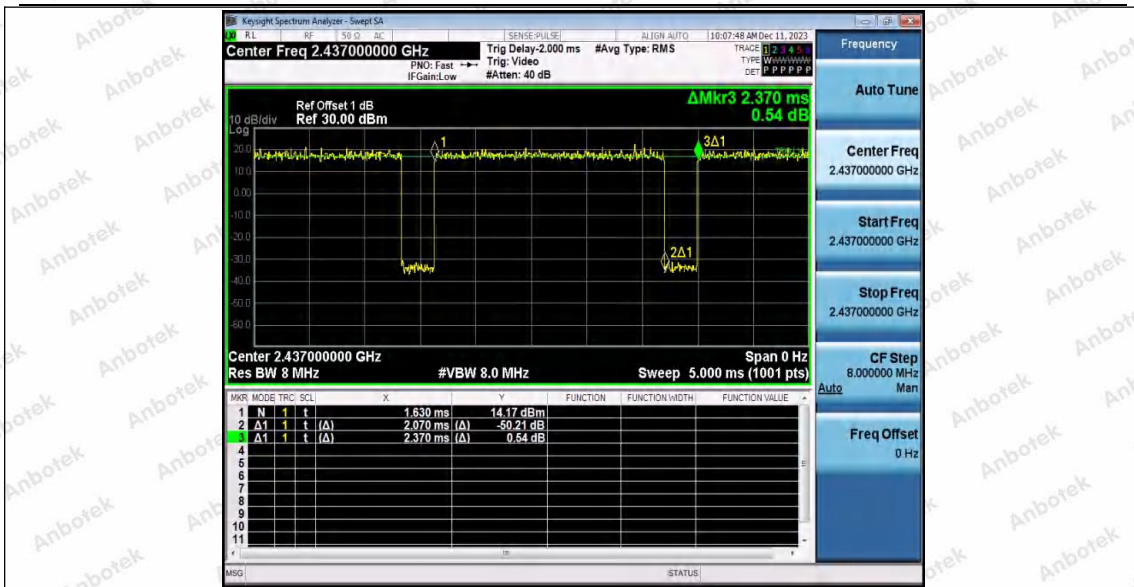 Keysight Spectrum Analyzer - Swept SA
RL RF 50 Ω AC SENSE:PULSE ALIGN AUTO 10:07:48 AM Dec 11, 2023
Center Freq 2.437000000 GHz
PNO: Fast
IFGain:Low
Trig Delay-2.000 ms #Avg Type: RMS
Trig: Video
#Atten: 40 dB
TRACE 1 2 3 4 5 6
TYPE WWWWWW
DET P P P P P P
Frequency
Auto Tune
Center Freq
2.437000000 GHz
Start Freq
2.437000000 GHz
Stop Freq
2.437000000 GHz
CF Step
8.000000 MHz
Auto Man
Freq Offset
0 Hz
ΔMkr3 2.370 ms
0.54 dB
Ref Offset 1 dB
10 dB/div Ref 30.00 dBm
Log
20.0
10.0
0.00
-10.0
-20.0
-30.0
-40.0
-50.0
-60.0
1
3Δ1
2Δ1
Center 2.437000000 GHz Span 0 Hz
Res BW 8 MHz #VBW 8.0 MHz Sweep 5.000 ms (1001 pts)
MKR MODE TRC SCL X Y FUNCTION FUNCTION WIDTH FUNCTION VALUE
1 N 1 t 1.630 ms 14.17 dBm
2 Δ1 1 t (Δ) 2.070 ms (Δ) -50.21 dB
3 Δ1 1 t (Δ) 2.370 ms (Δ) 0.54 dB
4
5
6
7
8
9
10
11
MSG STATUS
Anbotek